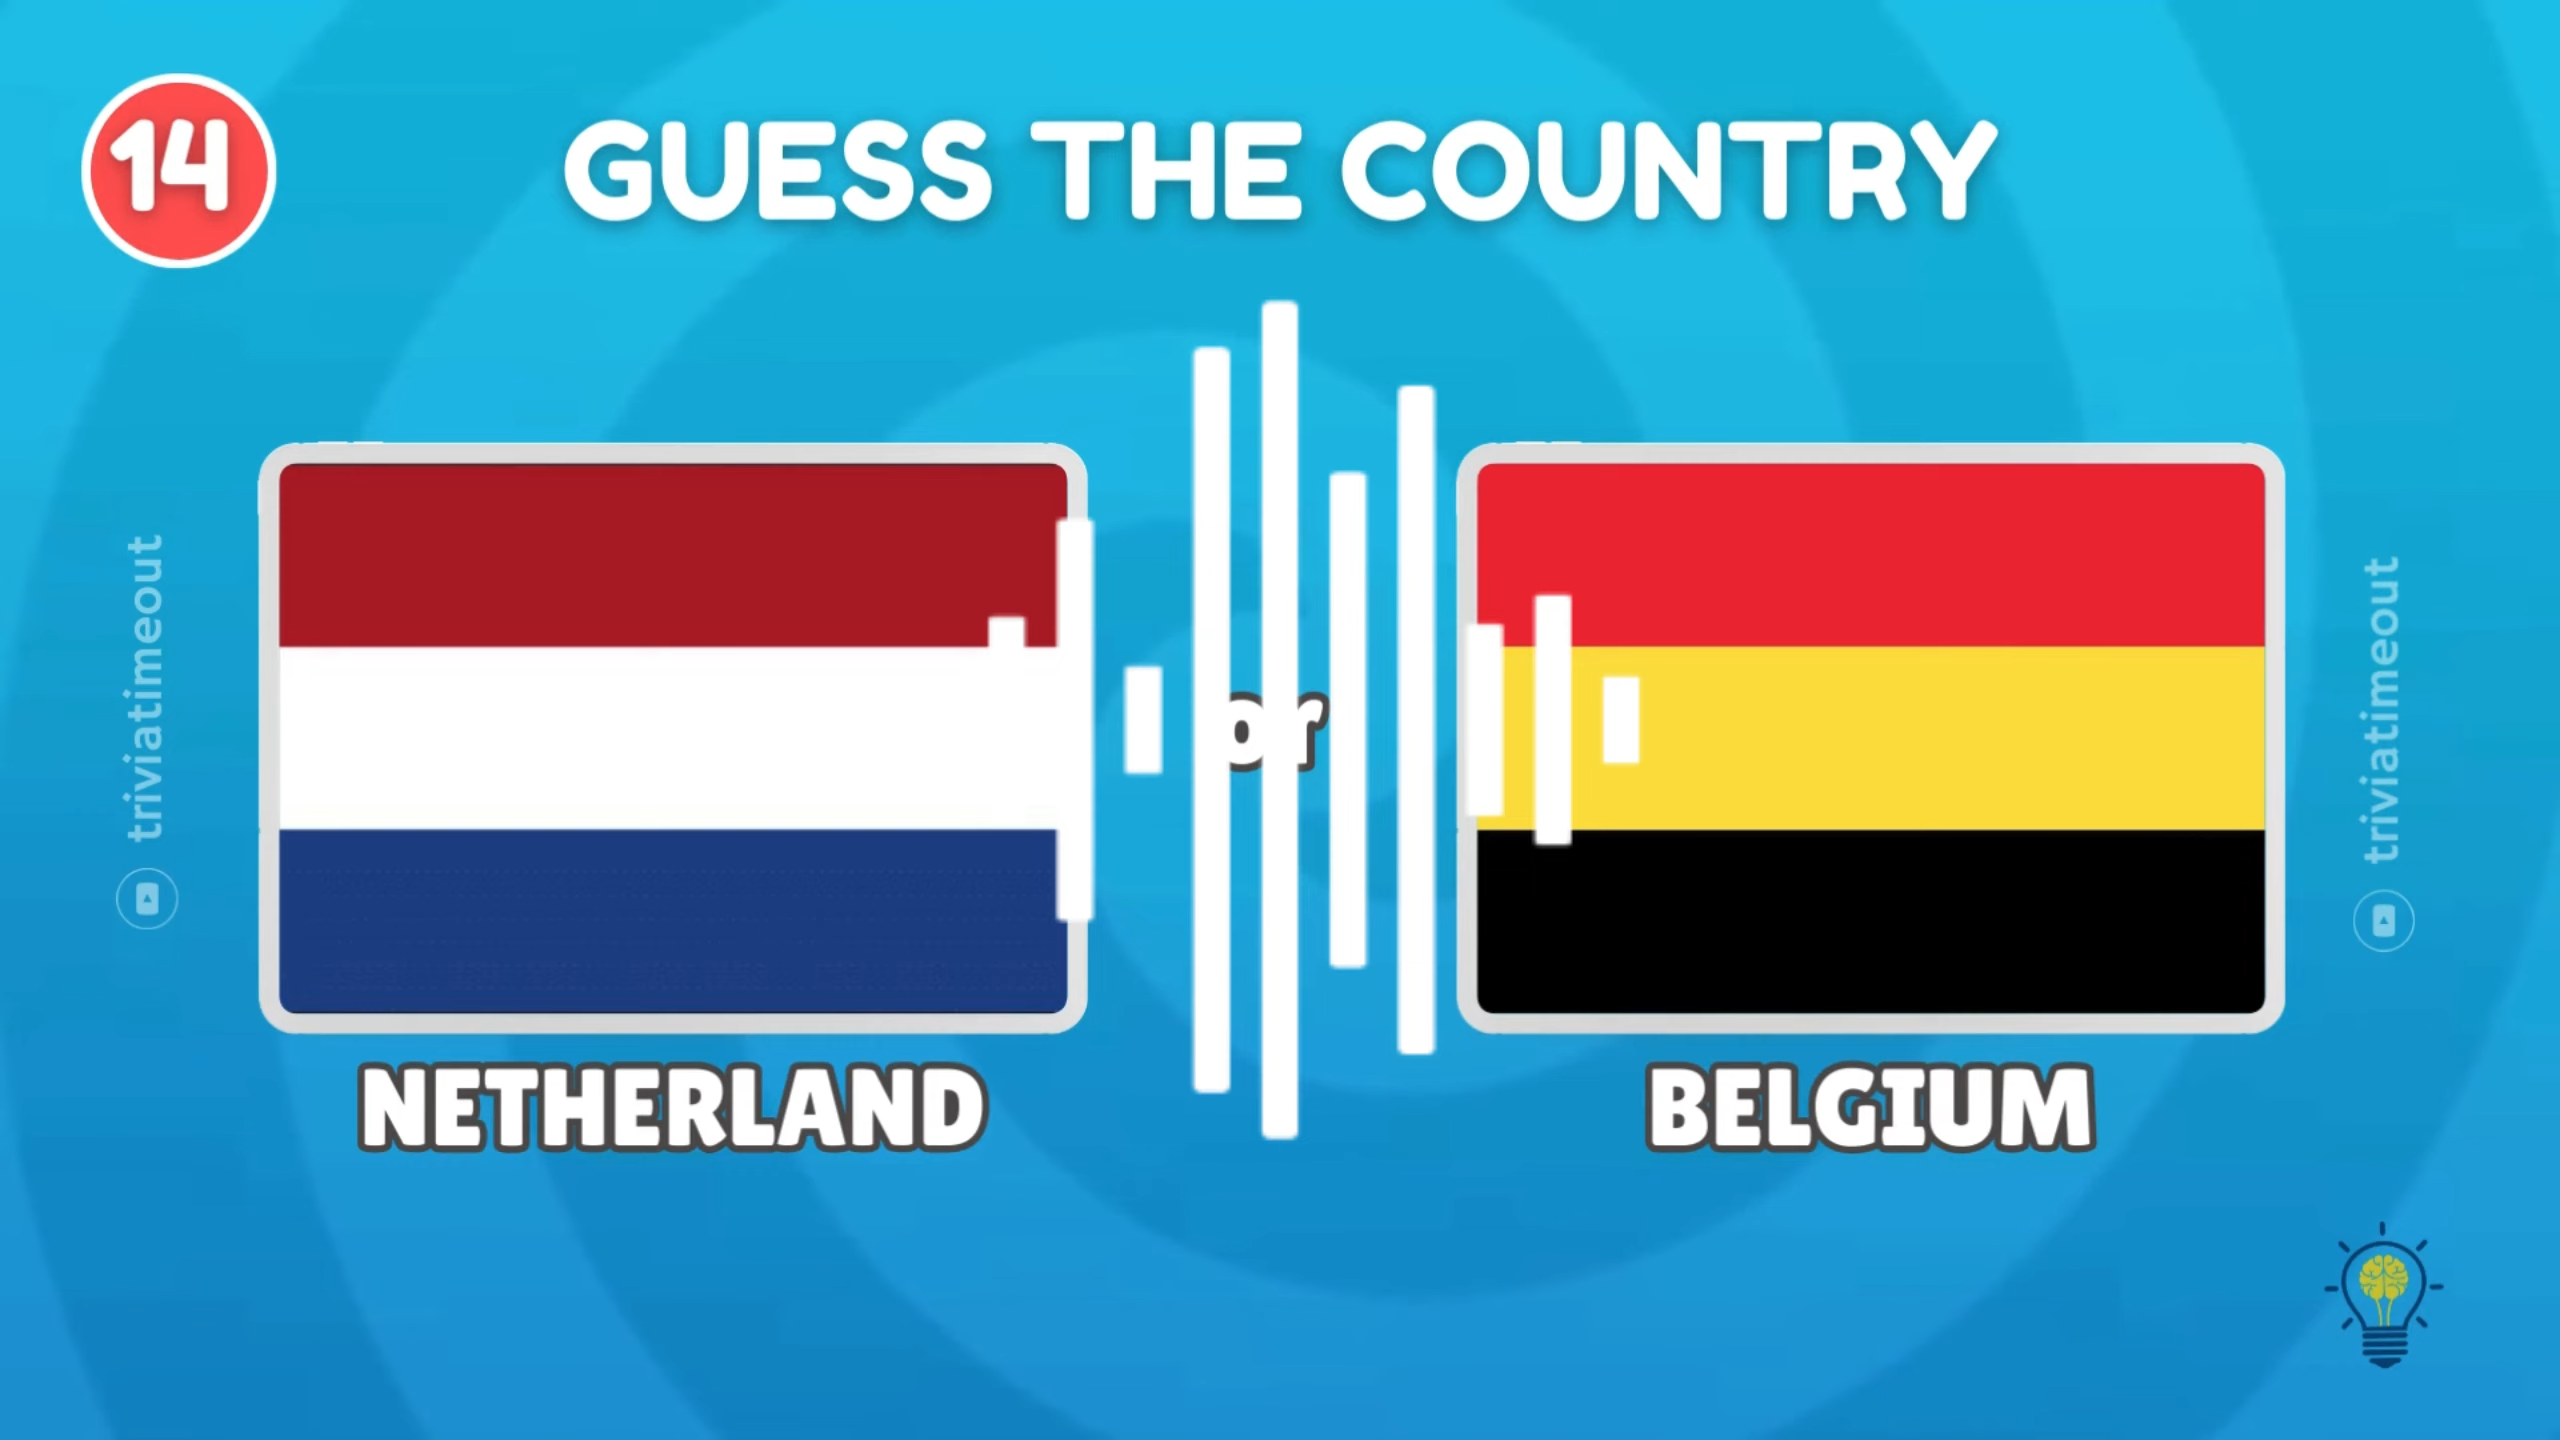 14
GUESS THE COUNTRY
triviatimeout
or
triviatimeout
NETHERLAND
BELGIUM